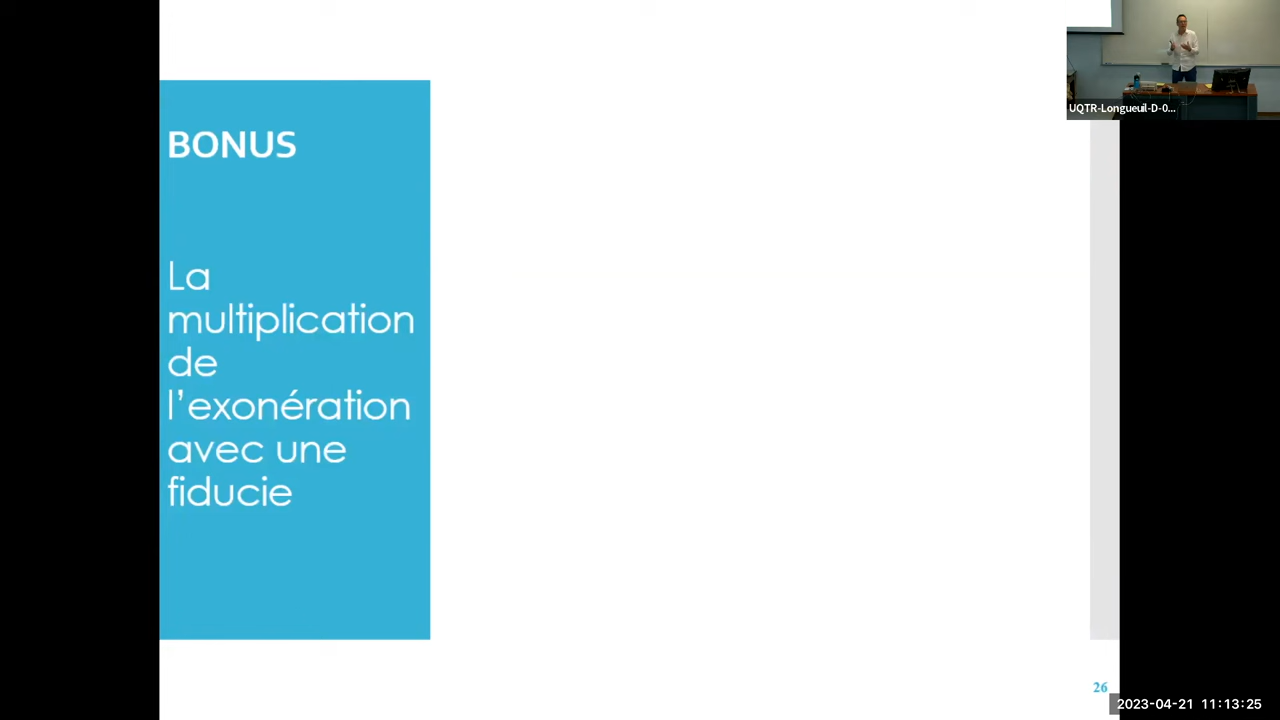 UQTR-Longueuil-D-0...
BONUS
La
multiplication
de
l'exonération
avec une
fiducie
26
2023-04-21 11:13:25